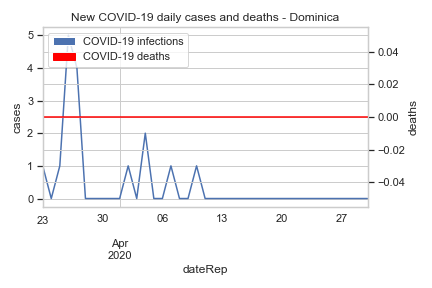 New COVID-19 daily cases and deaths - Dominica
COVID-19 infections
COVID-19 deaths
cases
5
4
3
2
1
0
deaths
0.04
0.02
0.00
−0.02
−0.04
23 30 06 13 20 27
Apr
2020
dateRep